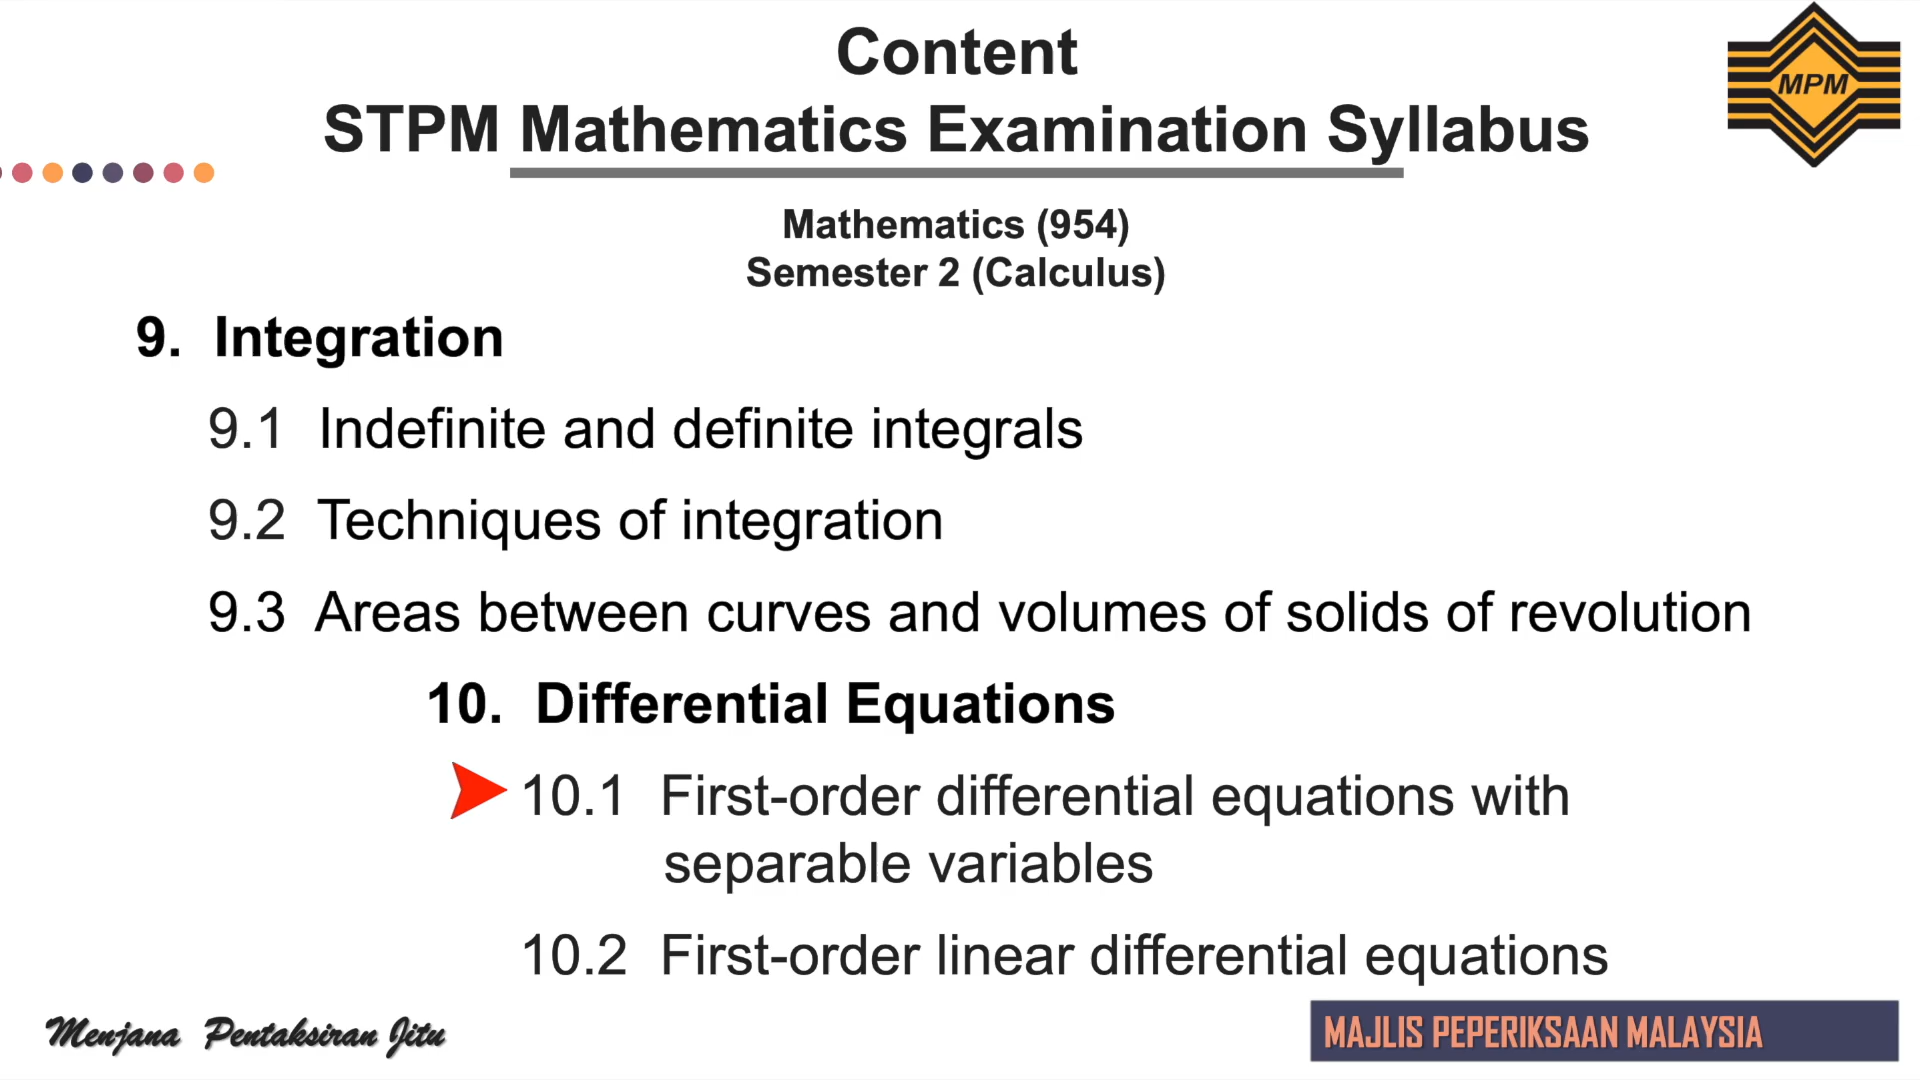 Content
STPM Mathematics Examination Syllabus
MPM
Mathematics (954)
Semester 2 (Calculus)
9. Integration
9.1 Indefinite and definite integrals
9.2 Techniques of integration
9.3 Areas between curves and volumes of solids of revolution
10. Differential Equations
10.1 First-order differential equations with
separable variables
10.2 First-order linear differential equations
Menjana Pentaksiran Jitu
MAJLIS PEPERIKSAAN MALAYSIA